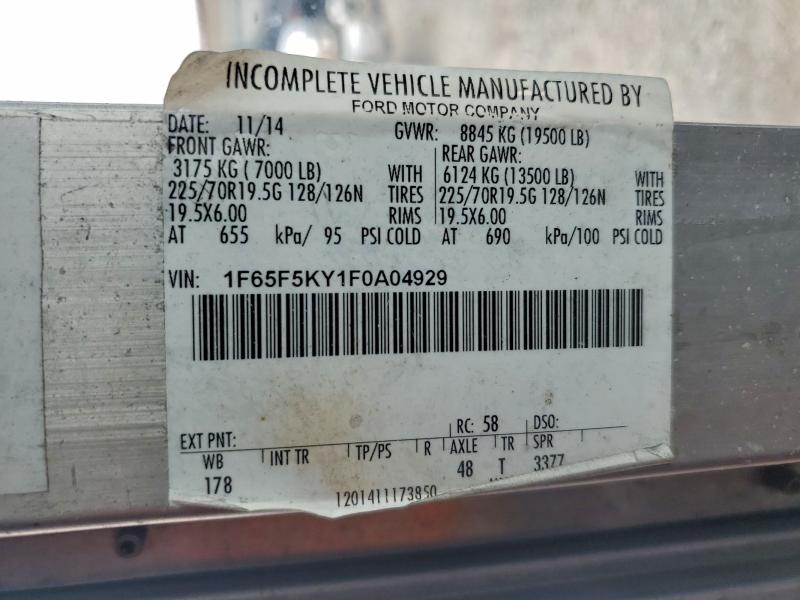 INCOMPLETE VEHICLE MANUFACTURED BY
FORD MOTOR COMPANY
DATE: 11/14 GVWR: 8845 KG (19500 LB)
FRONT GAWR: REAR GAWR:
3175 KG ( 7000 LB) WITH 6124 KG (13500 LB) WITH
225/70R19.5G 128/126N TIRES 225/70R19.5G 128/126N TIRES
19.5X6.00 RIMS 19.5X6.00 RIMS
AT 655 kPa/ 95 PSI COLD AT 690 kPa/100 PSI COLD
VIN: 1F65F5KY1F0A04929
RC: 58 DSO:
EXT PNT:
WB INT TR TP/PS R AXLE TR SPR
178 48 T 3377
1201411173850